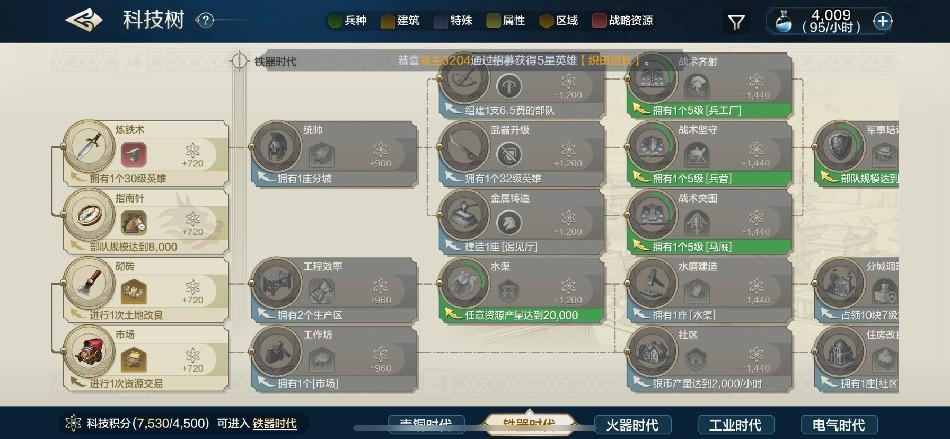 科技树 ?
兵种 建筑 特殊 属性 区域 战略资源
4,009
(95/小时)
铁器时代
恭喜领主3204通过招募获得5星英雄【织田信长】。
+1,200
组建1支6.5费的部队
战术齐射
-1,440
拥有1个5级 [兵工厂]
炼铁术
+720
拥有1个30级英雄
统帅
+960
拥有1座分城
武器升级
+1,200
拥有1个32级英雄
战术坚守
-1,440
拥有1个5级 [兵营]
军事培训
部队规模达到
指南针
+720
部队规模达到8,000
金属铸造
+1,200
建造1座 [谒见厅]
战术突围
-1,440
拥有1个5级 [马厩]
砌砖
+720
进行1次土地改良
工程效率
+960
拥有2个生产区
水渠
+1,200
任意资源产量达到20,000
水磨建造
-1,440
拥有1座 [水渠]
分城调
占领10块7级
市场
+720
进行1次资源交易
工作坊
+960
拥有1个[市场]
社区
-1,440
银币产量达到2,000/小时
住房改
拥有1座[社区
科技积分(7,530/4,500) 可进入 铁器时代
青铜时代 铁器时代 火器时代 工业时代 电气时代